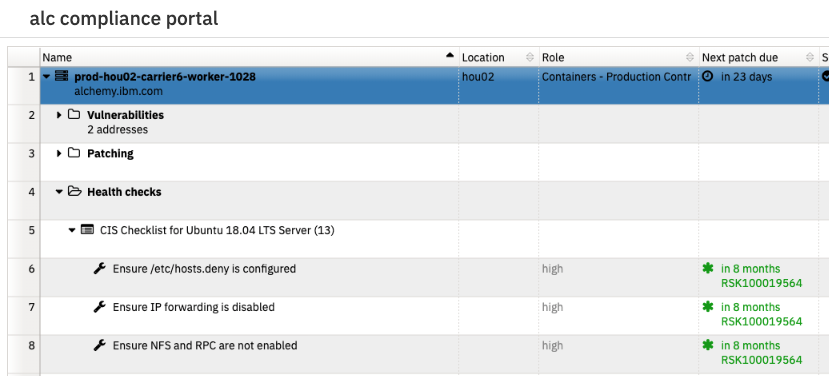 alc compliance portal
Name Location Role Next patch due S
1 prod-hou02-carrier6-worker-1028 hou02 Containers - Production Contr in 23 days
alchemy.ibm.com
2 Vulnerabilities
2 addresses
3 Patching
4 Health checks
5 CIS Checklist for Ubuntu 18.04 LTS Server (13)
6 Ensure /etc/hosts.deny is configured high in 8 months
RSK100019564
7 Ensure IP forwarding is disabled high in 8 months
RSK100019564
8 Ensure NFS and RPC are not enabled high in 8 months
RSK100019564